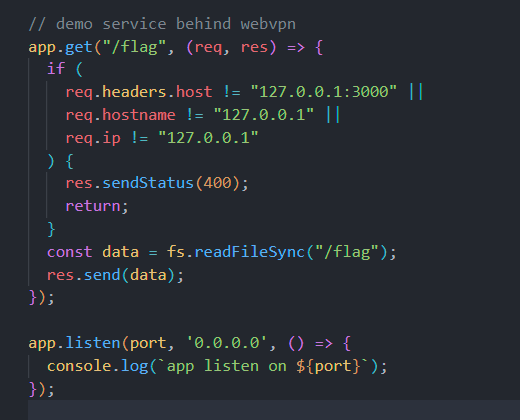 // demo service behind webvpn
app.get("/flag", (req, res) => {
  if (
    req.headers.host != "127.0.0.1:3000" ||
    req.hostname != "127.0.0.1" ||
    req.ip != "127.0.0.1"
  ) {
    res.sendStatus(400);
    return;
  }
  const data = fs.readFileSync("/flag");
  res.send(data);
});

app.listen(port, '0.0.0.0', () => {
  console.log(`app listen on ${port}`);
});